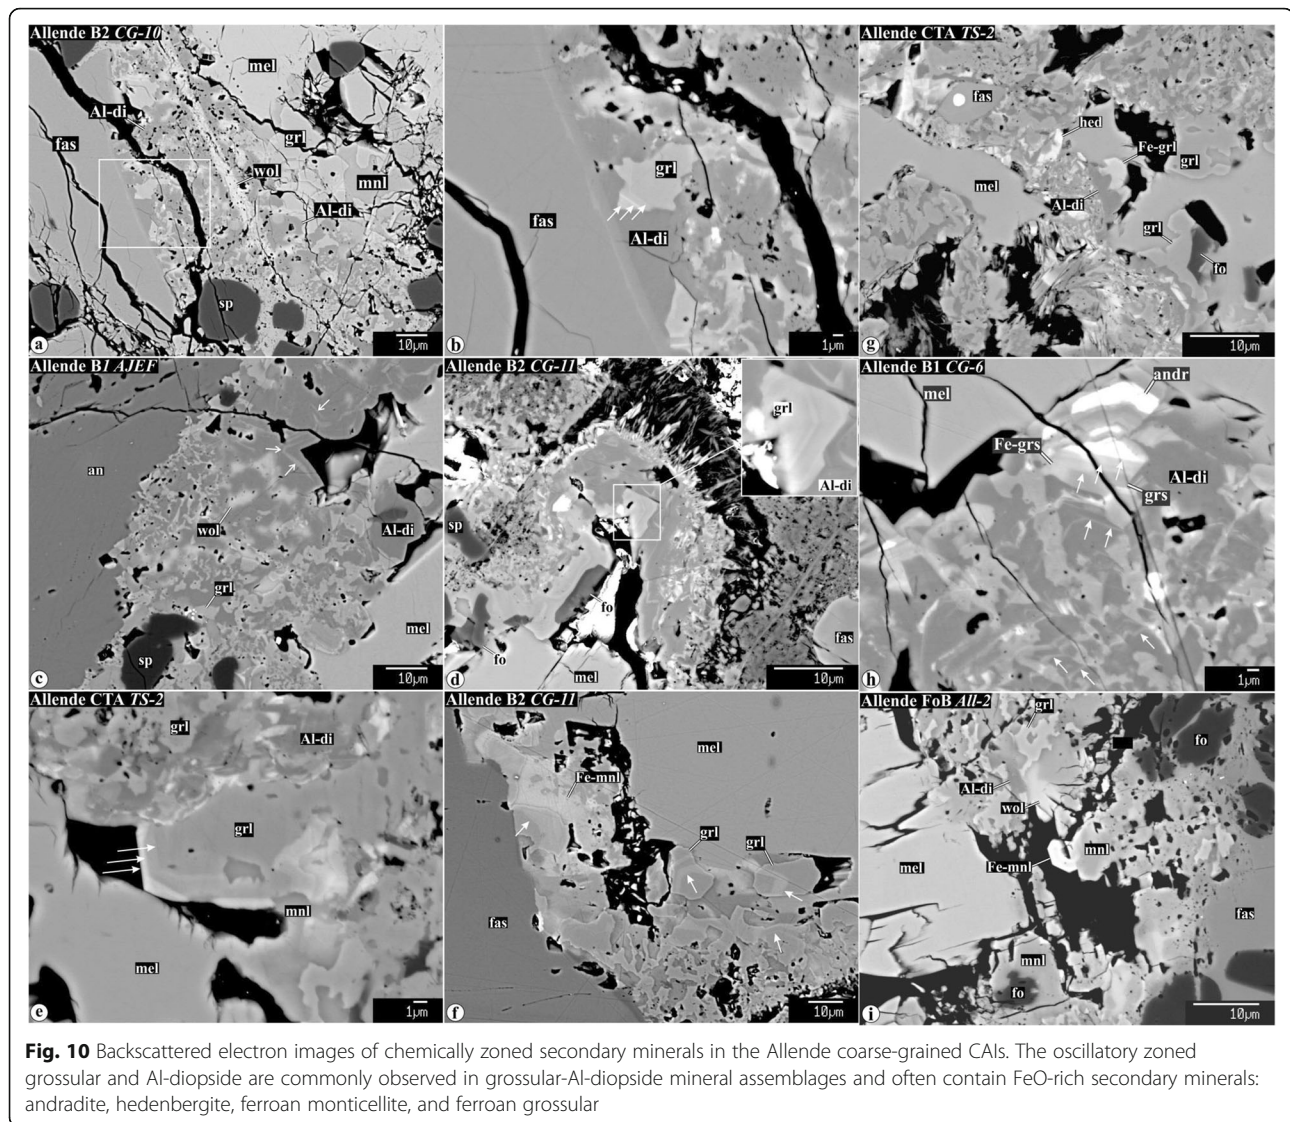 Allende B2 CG-10
mel
Al-di
fas
grl
wol
mnl
Al-di
sp
a
10μm
grl
fas
Al-di
b
1μm
Allende CTA TS-2
fas
hed
Fe-grl
grl
mel
Al-di
grl
fo
g
10μm
Allende B1 AJEF
an
wol
Al-di
grl
mel
sp
c
10μm
Allende B2 CG-11
grl
Al-di
sp
fo
fo
fas
mel
d
10μm
Allende B1 CG-6
andr
mel
Fe-grs
Al-di
grs
h
1μm
Allende CTA TS-2
grl
Al-di
grl
mnl
mel
e
1μm
Allende B2 CG-11
mel
Fe-mnl
grl
grl
fas
f
10μm
Allende FoB All-2
grl
fo
Al-di
wol
mnl
Fe-mnl
mel
fas
mnl
fo
i
10μm
Fig. 10 Backscattered electron images of chemically zoned secondary minerals in the Allende coarse-grained CAIs. The oscillatory zoned
grossular and Al-diopside are commonly observed in grossular-Al-diopside mineral assemblages and often contain FeO-rich secondary minerals:
andradite, hedenbergite, ferroan monticellite, and ferroan grossular